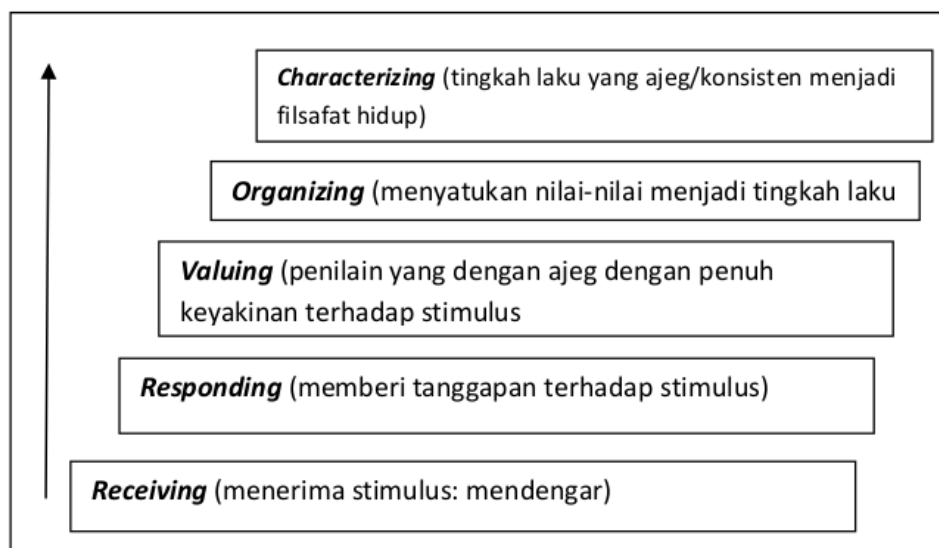 Characterizing (tingkah laku yang ajeg/konsisten menjadi
filsafat hidup)
Organizing (menyatukan nilai-nilai menjadi tingkah laku
Valuing (penilain yang dengan ajeg dengan penuh
keyakinan terhadap stimulus
Responding (memberi tanggapan terhadap stimulus)
Receiving (menerima stimulus: mendengar)